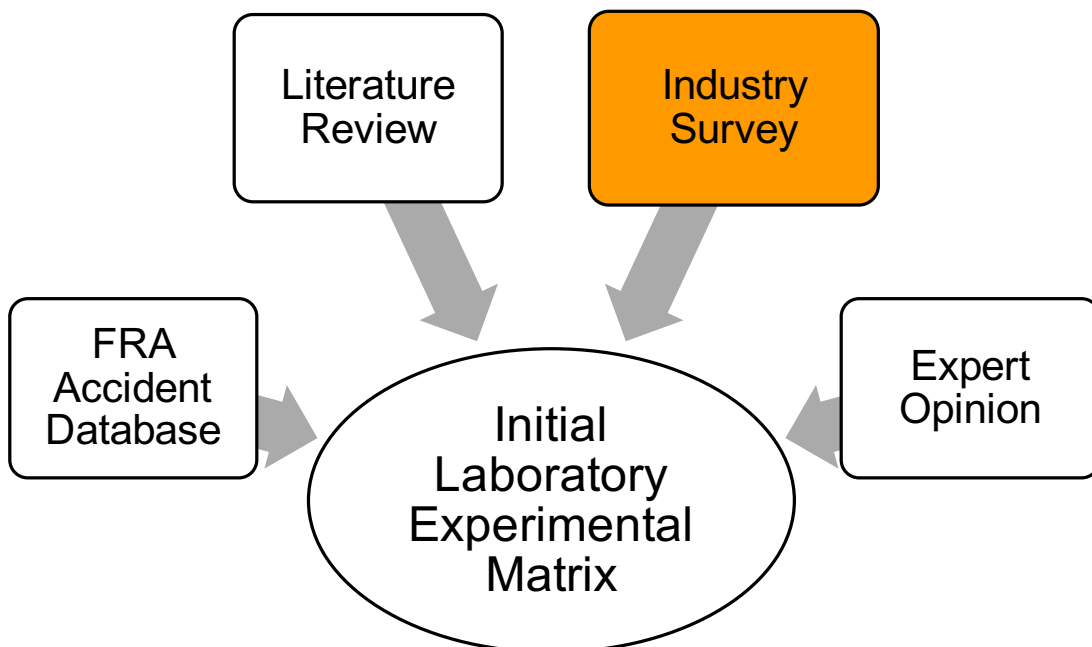 Literature
Review
Industry
Survey
FRA
Accident
Database
Initial
Laboratory
Experimental
Matrix
Expert
Opinion